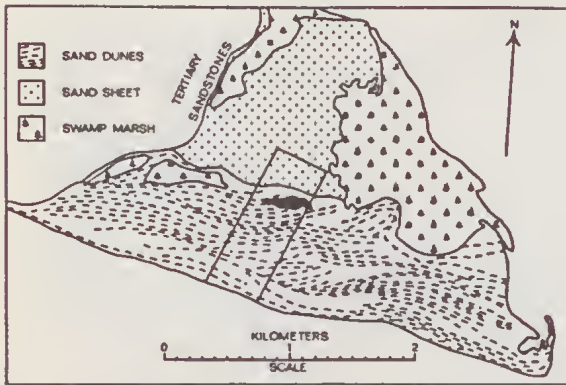 N
SAND DUNES
SAND SHEET
SWAMP MARSH
TERTIARY
SANDSTONES
KILOMETERS
0 1 2
SCALE